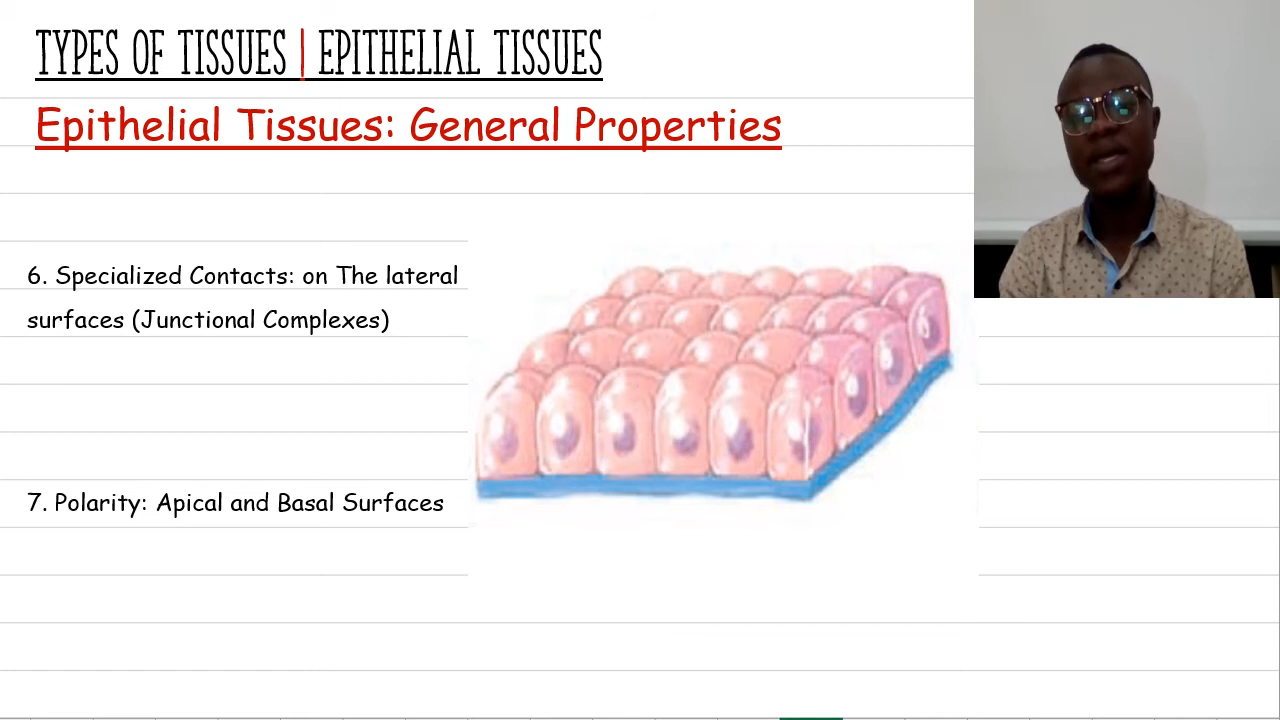 TYPES OF TISSUES | EPITHELIAL TISSUES
Epithelial Tissues: General Properties
6. Specialized Contacts: on The lateral
surfaces (Junctional Complexes)
7. Polarity: Apical and Basal Surfaces